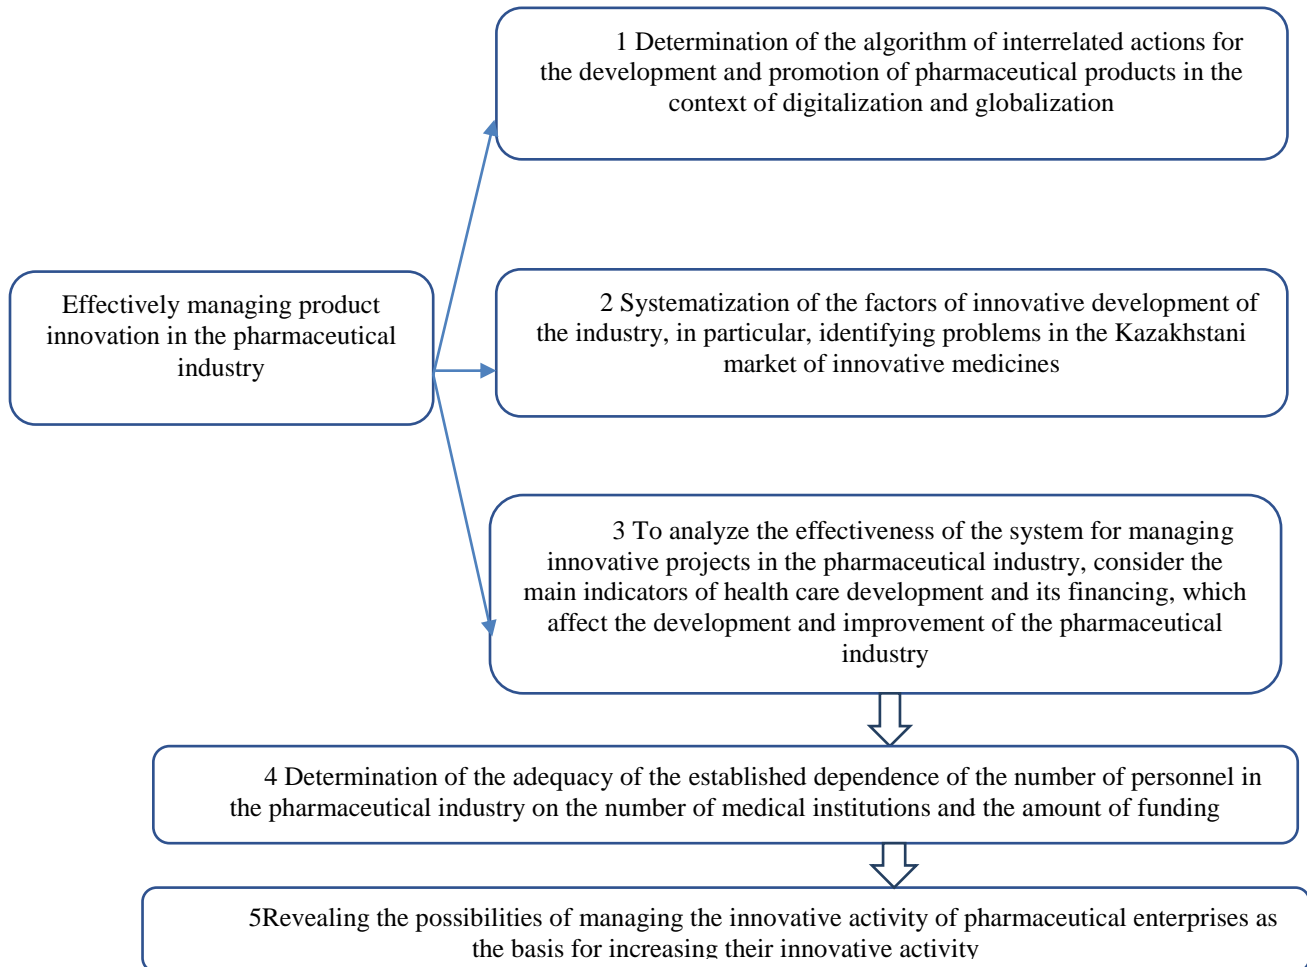 1 Determination of the algorithm of interrelated actions for
the development and promotion of pharmaceutical products in the
context of digitalization and globalization
Effectively managing product
innovation in the pharmaceutical
industry
2 Systematization of the factors of innovative development of
the industry, in particular, identifying problems in the Kazakhstani
market of innovative medicines
3 To analyze the effectiveness of the system for managing
innovative projects in the pharmaceutical industry, consider the
main indicators of health care development and its financing, which
affect the development and improvement of the pharmaceutical
industry
4 Determination of the adequacy of the established dependence of the number of personnel in
the pharmaceutical industry on the number of medical institutions and the amount of funding
5Revealing the possibilities of managing the innovative activity of pharmaceutical enterprises as
the basis for increasing their innovative activity